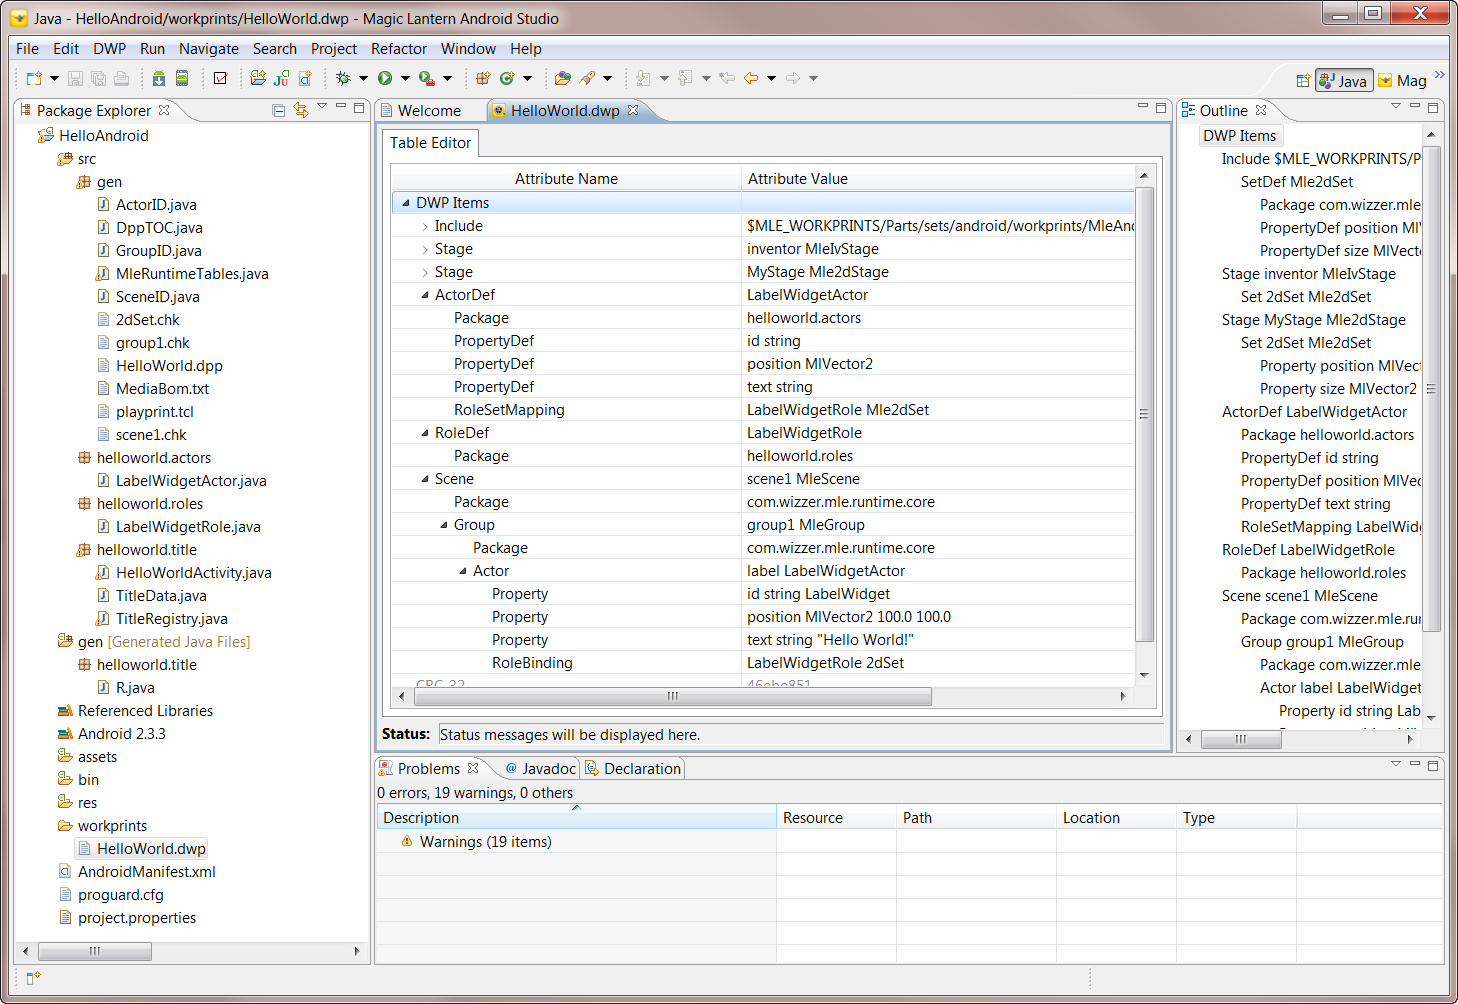 Java - HelloAndroid/workprints/HelloWorld.dwp - Magic Lantern Android Studio
File Edit DWP Run Navigate Search Project Refactor Window Help
Java Mag
Package Explorer
HelloAndroid
src
gen
ActorID.java
DppTOC.java
GroupID.java
MleRuntimeTables.java
SceneID.java
2dSet.chk
group1.chk
HelloWorld.dpp
MediaBom.txt
playprint.tcl
scene1.chk
helloworld.actors
LabelWidgetActor.java
helloworld.roles
LabelWidgetRole.java
helloworld.title
HelloWorldActivity.java
TitleData.java
TitleRegistry.java
gen [Generated Java Files]
helloworld.title
R.java
Referenced Libraries
Android 2.3.3
assets
bin
res
workprints
HelloWorld.dwp
AndroidManifest.xml
proguard.cfg
project.properties
Welcome HelloWorld.dwp
Table Editor
Attribute Name Attribute Value
DWP Items
Include $MLE_WORKPRINTS/Parts/sets/android/workprints/MleAnd
Stage inventor MleIvStage
Stage MyStage Mle2dStage
ActorDef LabelWidgetActor
Package helloworld.actors
PropertyDef id string
PropertyDef position MlVector2
PropertyDef text string
RoleSetMapping LabelWidgetRole Mle2dSet
RoleDef LabelWidgetRole
Package helloworld.roles
Scene scene1 MleScene
Package com.wizzer.mle.runtime.core
Group group1 MleGroup
Package com.wizzer.mle.runtime.core
Actor label LabelWidgetActor
Property id string LabelWidget
Property position MlVector2 100.0 100.0
Property text string "Hello World!"
RoleBinding LabelWidgetRole 2dSet
CRC-32 46ebe851
Status: Status messages will be displayed here.
Outline
DWP Items
Include $MLE_WORKPRINTS/P
SetDef Mle2dSet
Package com.wizzer.mle
PropertyDef position MlV
PropertyDef size MlVecto
Stage inventor MleIvStage
Set 2dSet Mle2dSet
Stage MyStage Mle2dStage
Set 2dSet Mle2dSet
Property position MlVect
Property size MlVector2
ActorDef LabelWidgetActor
Package helloworld.actors
PropertyDef id string
PropertyDef position MlVec
PropertyDef text string
RoleSetMapping LabelWidg
RoleDef LabelWidgetRole
Package helloworld.roles
Scene scene1 MleScene
Package com.wizzer.mle.rur
Group group1 MleGroup
Package com.wizzer.mle
Actor label LabelWidget
Property id string Lab
Problems Javadoc Declaration
0 errors, 19 warnings, 0 others
Description Resource Path Location Type
Warnings (19 items)